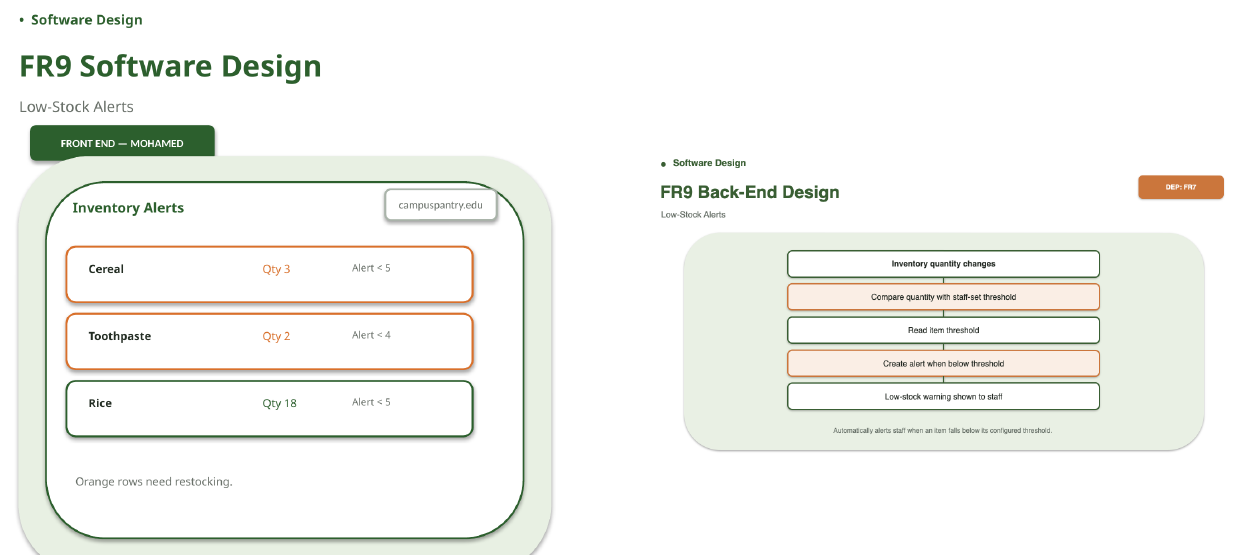 • Software Design
FR9 Software Design
Low-Stock Alerts
FRONT END — MOHAMED
Inventory Alerts
campuspantry.edu
Cereal Qty 3 Alert < 5
Toothpaste Qty 2 Alert < 4
Rice Qty 18 Alert < 5
Orange rows need restocking.
• Software Design
FR9 Back-End Design
DEP: FR7
Low-Stock Alerts
Inventory quantity changes
Compare quantity with staff-set threshold
Read item threshold
Create alert when below threshold
Low-stock warning shown to staff
Automatically alerts staff when an item falls below its configured threshold.